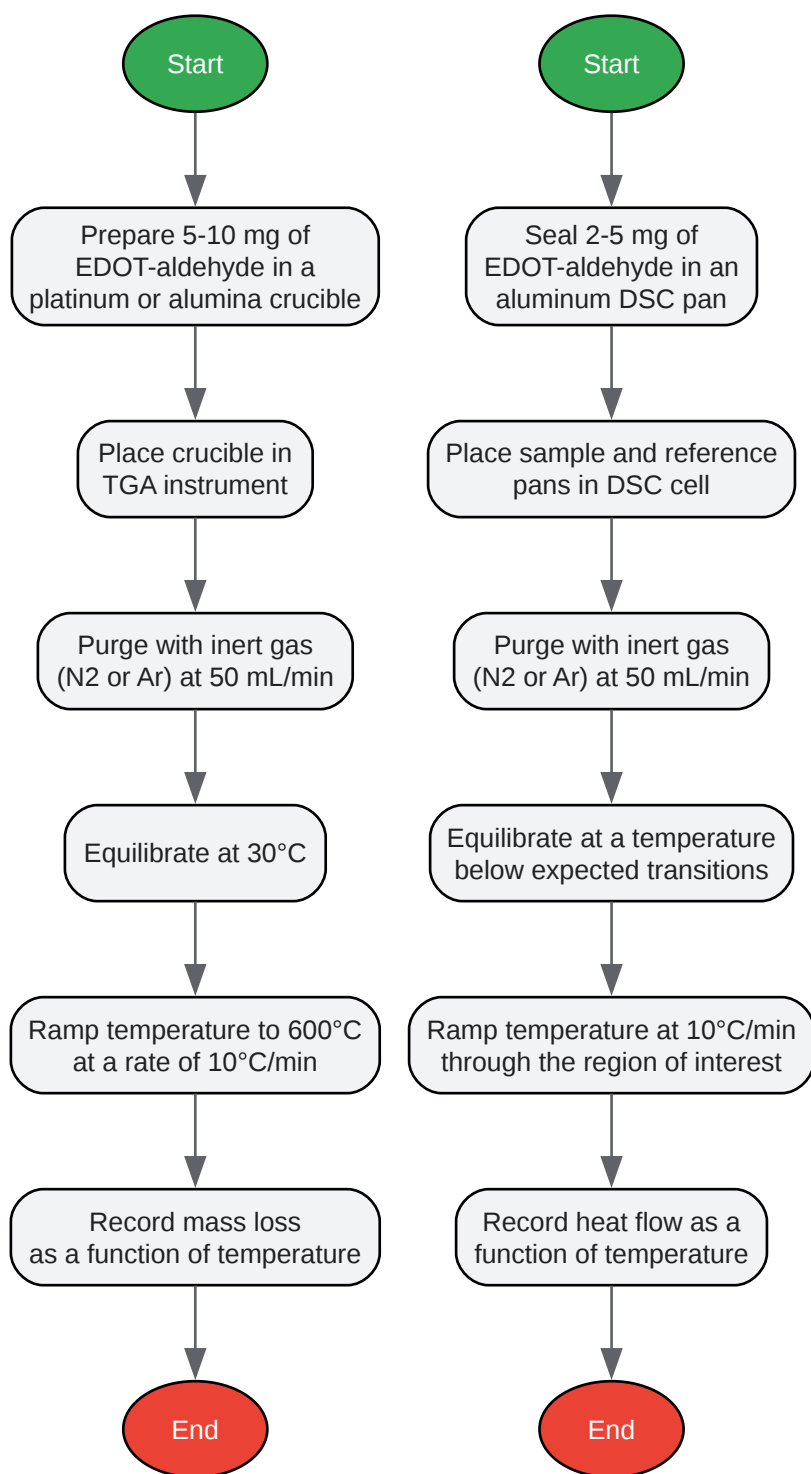 Start
Prepare 5-10 mg of
EDOT-aldehyde in a
platinum or alumina crucible
Place crucible in
TGA instrument
Purge with inert gas
(N2 or Ar) at 50 mL/min
Equilibrate at 30°C
Ramp temperature to 600°C
at a rate of 10°C/min
Record mass loss
as a function of temperature
End
Start
Seal 2-5 mg of
EDOT-aldehyde in an
aluminum DSC pan
Place sample and reference
pans in DSC cell
Purge with inert gas
(N2 or Ar) at 50 mL/min
Equilibrate at a temperature
below expected transitions
Ramp temperature at 10°C/min
through the region of interest
Record heat flow as a
function of temperature
End